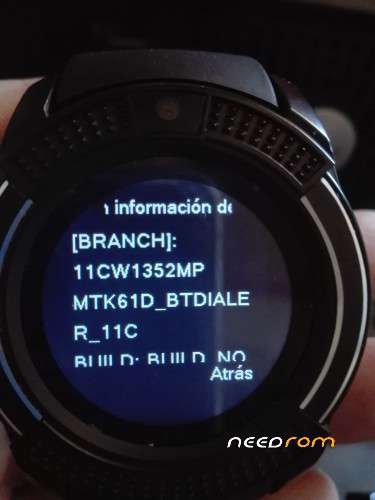 n información de
[BRANCH]:
11CW1352MP
MTK61D_BTDIALE
R_11C
BUILD: BUILD_NO
Atrás
needrom